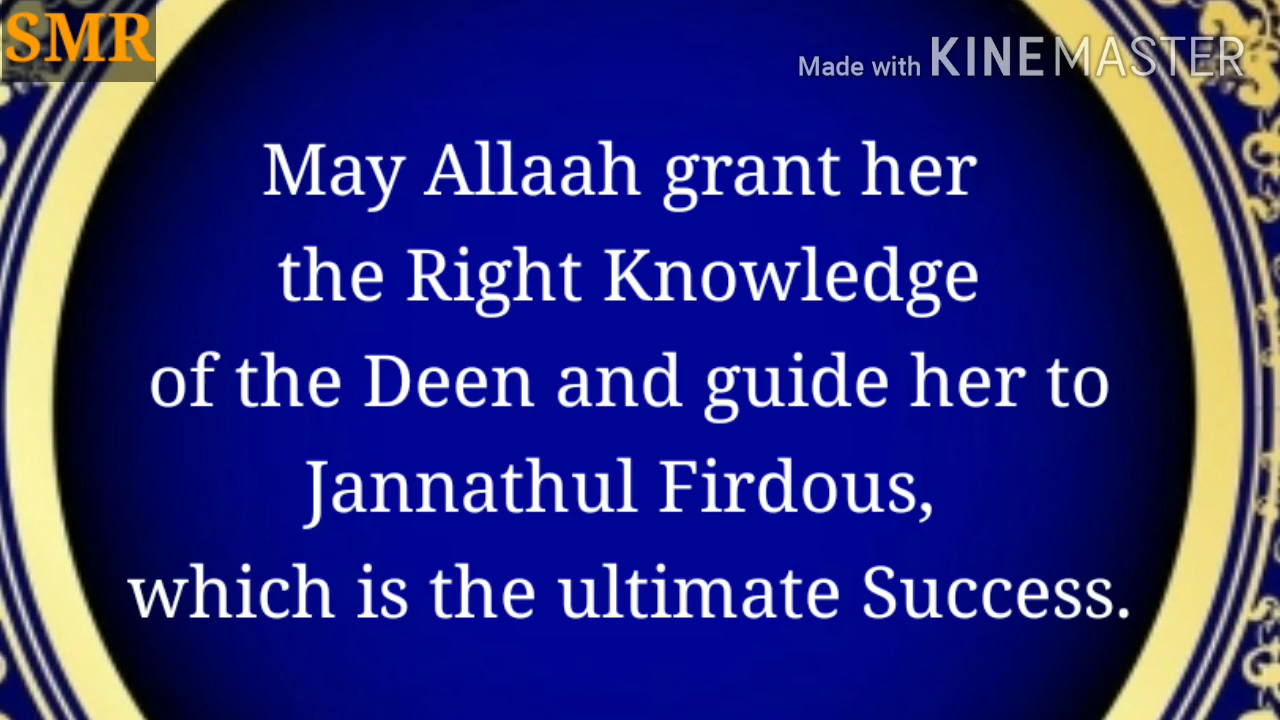 SMR
Made with KINEMASTER
May Allaah grant her
the Right Knowledge
of the Deen and guide her to
Jannathul Firdous,
which is the ultimate Success.